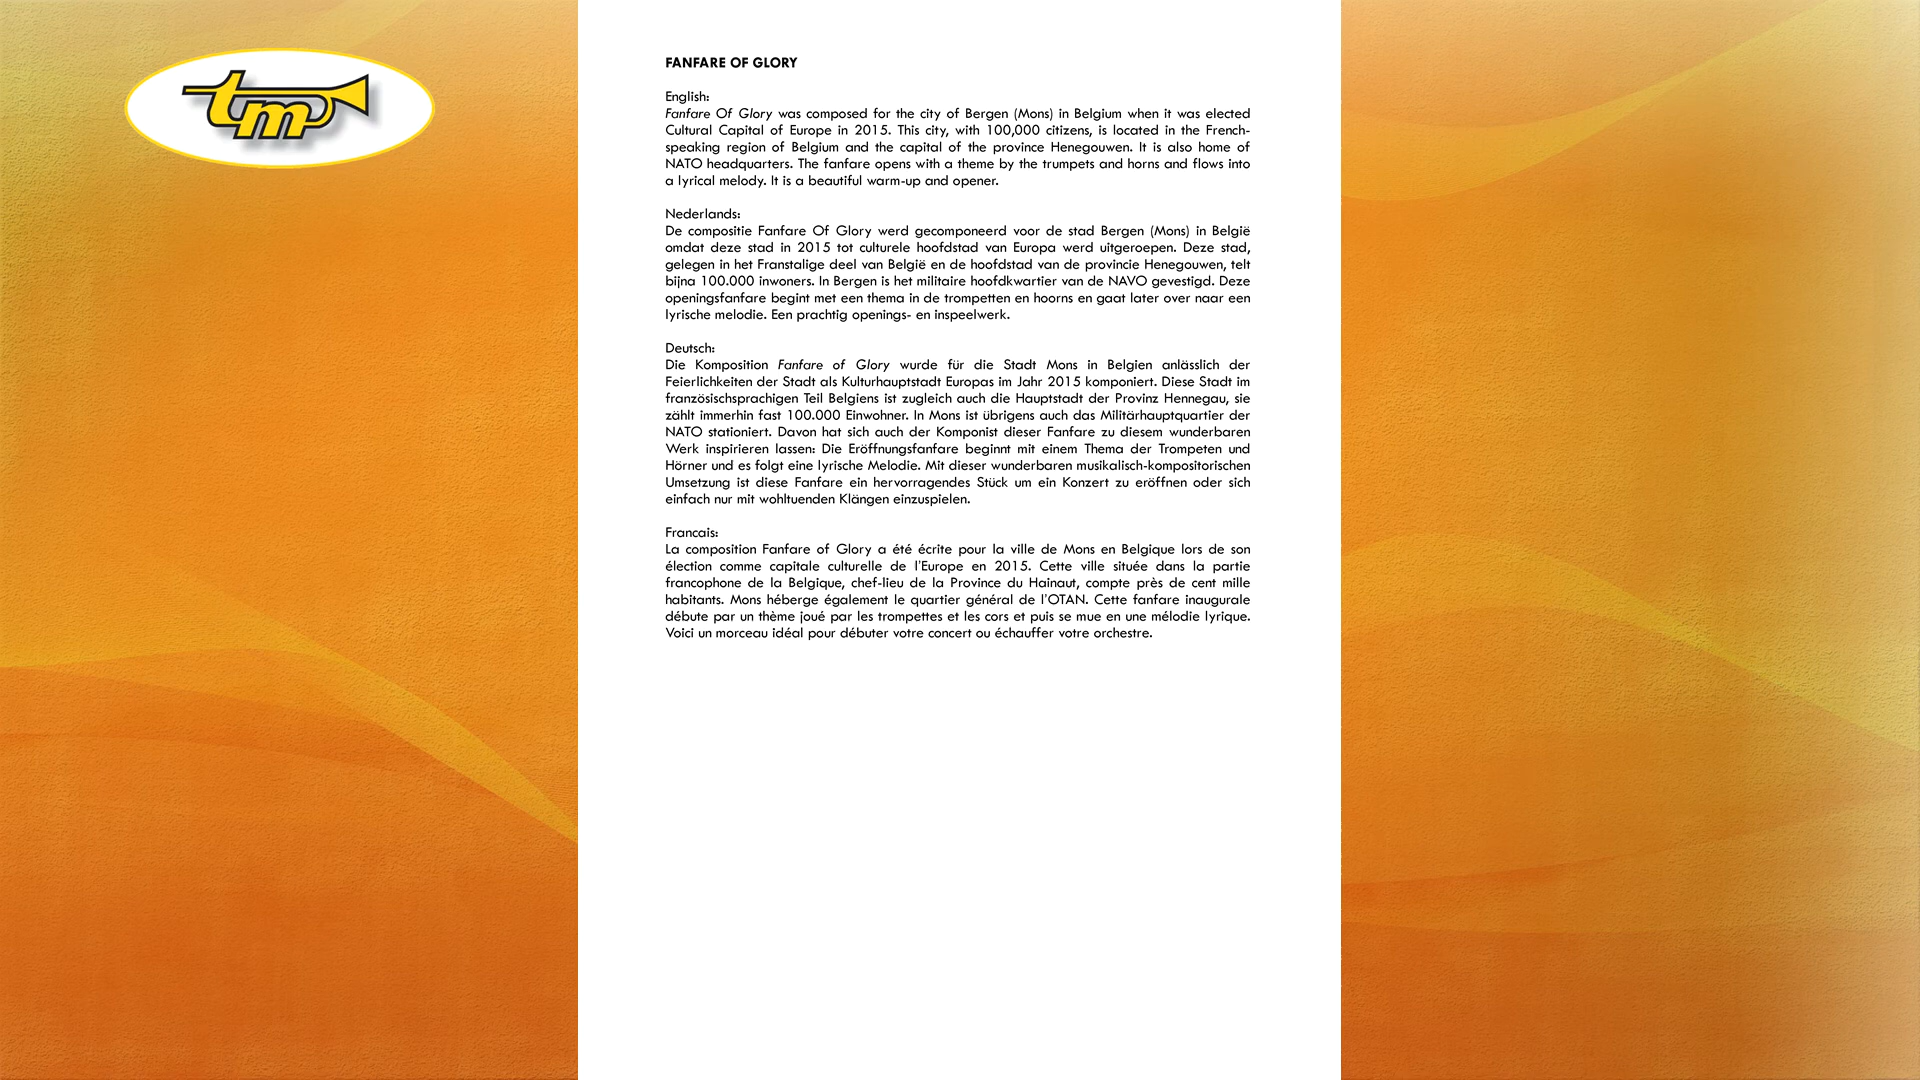 tm
FANFARE OF GLORY
English:
Fanfare Of Glory was composed for the city of Bergen (Mons) in Belgium when it was elected
Cultural Capital of Europe in 2015. This city, with 100,000 citizens, is located in the French-
speaking region of Belgium and the capital of the province Henegouwen. It is also home of
NATO headquarters. The fanfare opens with a theme by the trumpets and horns and flows into
a lyrical melody. It is a beautiful warm-up and opener.
Nederlands:
De compositie Fanfare Of Glory werd gecomponeerd voor de stad Bergen (Mons) in België
omdat deze stad in 2015 tot culturele hoofdstad van Europa werd uitgeroepen. Deze stad,
gelegen in het Franstalige deel van België en de hoofdstad van de provincie Henegouwen, telt
bijna 100.000 inwoners. In Bergen is het militaire hoofdkwartier van de NAVO gevestigd. Deze
openingsfanfare begint met een thema in de trompetten en hoorns en gaat later over naar een
lyrische melodie. Een prachtig openings- en inspeelwerk.
Deutsch:
Die Komposition Fanfare of Glory wurde für die Stadt Mons in Belgien anlässlich der
Feierlichkeiten der Stadt als Kulturhauptstadt Europas im Jahr 2015 komponiert. Diese Stadt im
französischsprachigen Teil Belgiens ist zugleich auch die Hauptstadt der Provinz Hennegau, sie
zählt immerhin fast 100.000 Einwohner. In Mons ist übrigens auch das Militärhauptquartier der
NATO stationiert. Davon hat sich auch der Komponist dieser Fanfare zu diesem wunderbaren
Werk inspirieren lassen: Die Eröffnungsfanfare beginnt mit einem Thema der Trompeten und
Hörner und es folgt eine lyrische Melodie. Mit dieser wunderbaren musikalisch-kompositorischen
Umsetzung ist diese Fanfare ein hervorragendes Stück um ein Konzert zu eröffnen oder sich
einfach nur mit wohltuenden Klängen einzuspielen.
Francais:
La composition Fanfare of Glory a été écrite pour la ville de Mons en Belgique lors de son
élection comme capitale culturelle de l'Europe en 2015. Cette ville située dans la partie
francophone de la Belgique, chef-lieu de la Province du Hainaut, compte près de cent mille
habitants. Mons héberge également le quartier général de l'OTAN. Cette fanfare inaugurale
débute par un thème joué par les trompettes et les cors et puis se mue en une mélodie lyrique.
Voici un morceau idéal pour débuter votre concert ou échauffer votre orchestre.